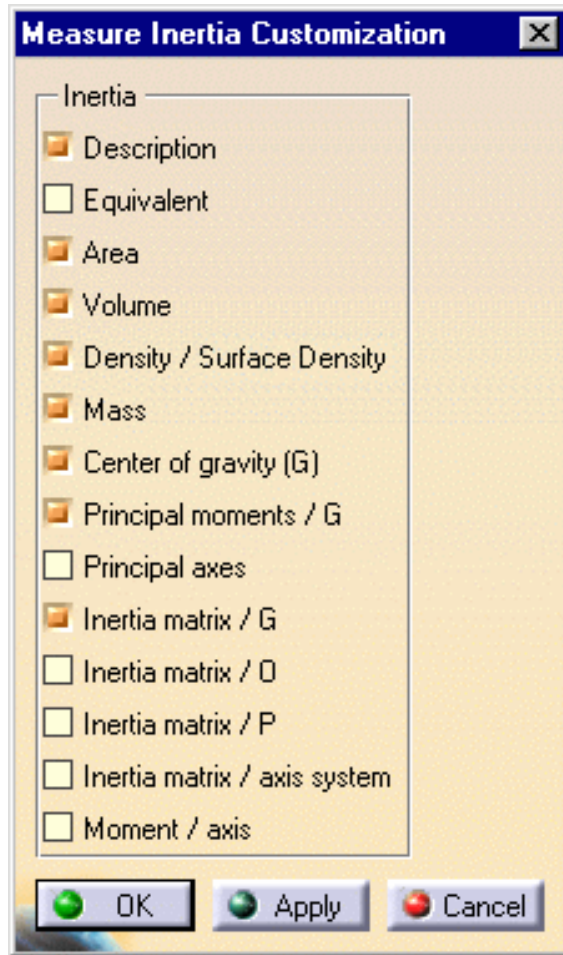 Measure Inertia Customization
Inertia
Description
Equivalent
Area
Volume
Density / Surface Density
Mass
Center of gravity (G)
Principal moments / G
Principal axes
Inertia matrix / G
Inertia matrix / O
Inertia matrix / P
Inertia matrix / axis system
Moment / axis
OK Apply Cancel